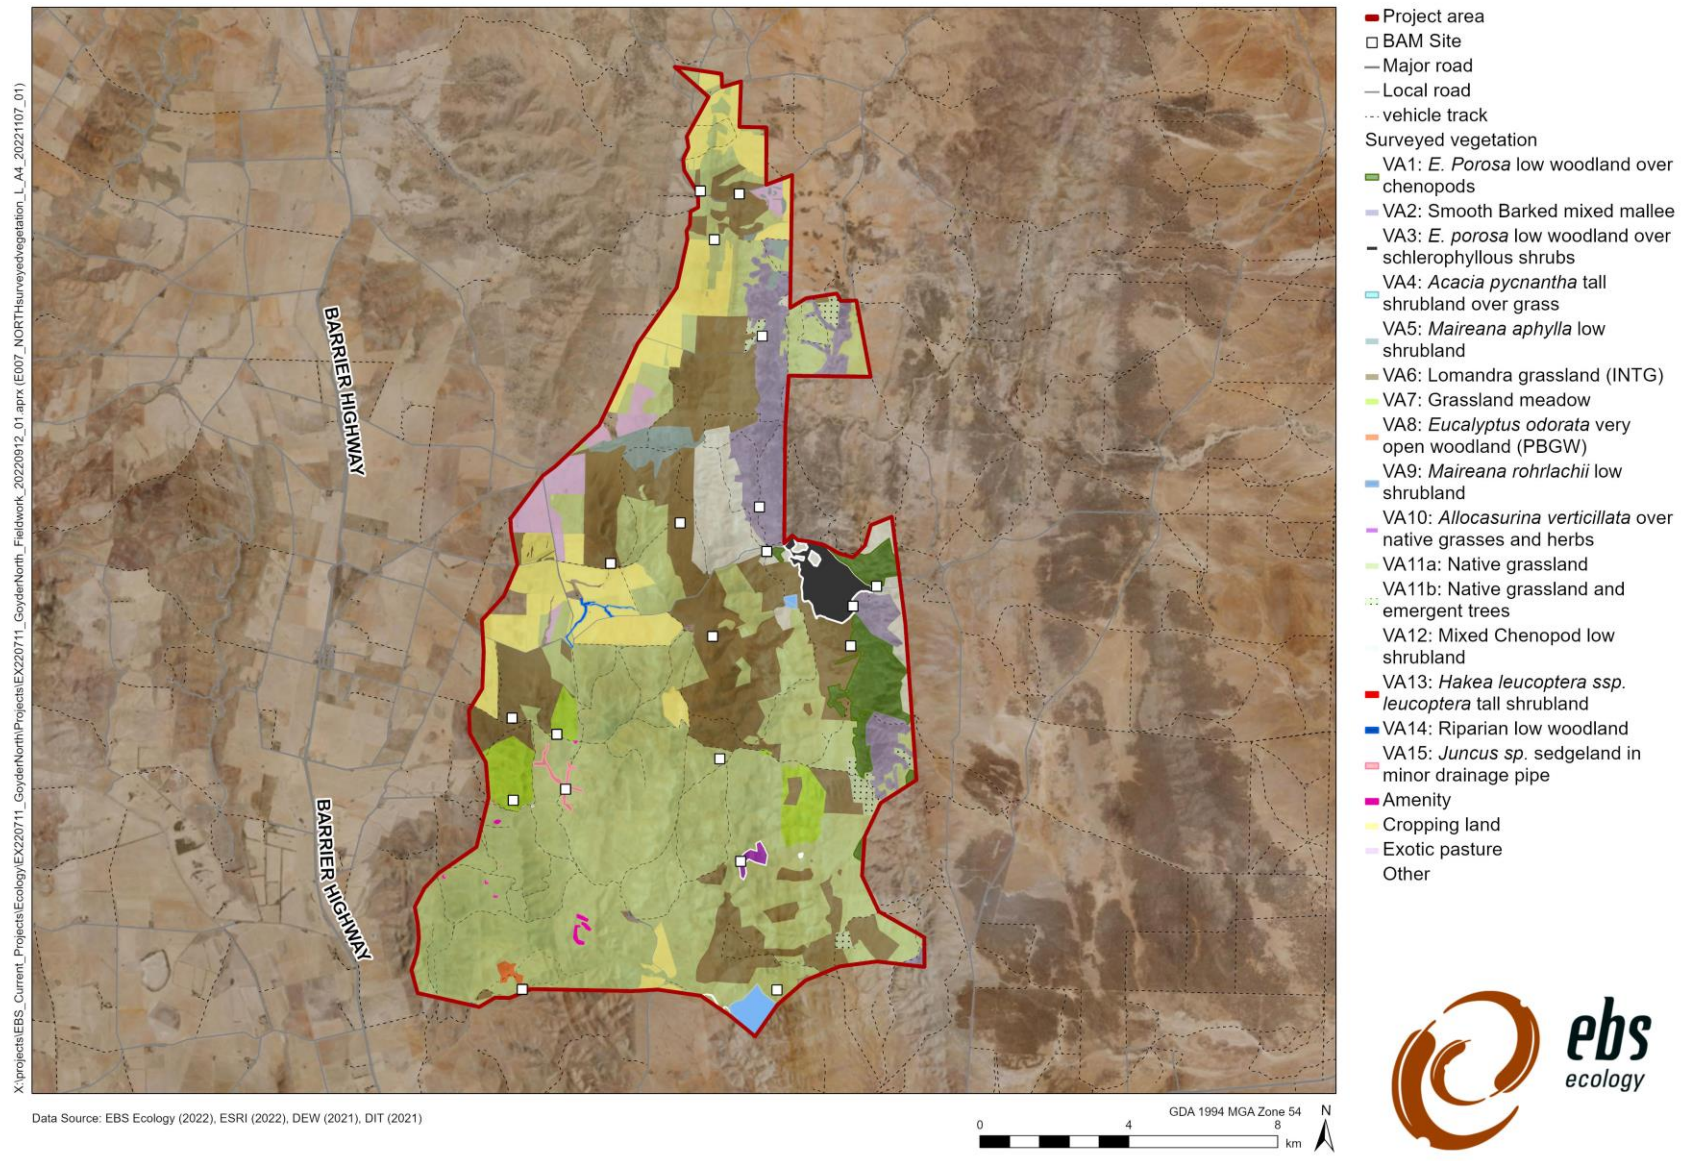 X:\projects\EBS_Current_Projects\Ecology\EX220711_GoyderNorth\Projects\EX220711_GoyderNorth_Fieldwork_20220912_01.aprx (E007_NORTHsurveyedvegetation_L_A4_20221107_01)
BARRIER HIGHWAY
BARRIER HIGHWAY
Project area
BAM Site
Major road
Local road
vehicle track
Surveyed vegetation
VA1: E. Porosa low woodland over
chenopods
VA2: Smooth Barked mixed mallee
VA3: E. porosa low woodland over
schlerophyllous shrubs
VA4: Acacia pycnantha tall
shrubland over grass
VA5: Maireana aphylla low
shrubland
VA6: Lomandra grassland (INTG)
VA7: Grassland meadow
VA8: Eucalyptus odorata very
open woodland (PBGW)
VA9: Maireana rohrlachii low
shrubland
VA10: Allocasurina verticillata over
native grasses and herbs
VA11a: Native grassland
VA11b: Native grassland and
emergent trees
VA12: Mixed Chenopod low
shrubland
VA13: Hakea leucoptera ssp.
leucoptera tall shrubland
VA14: Riparian low woodland
VA15: Juncus sp. sedgeland in
minor drainage pipe
Amenity
Cropping land
Exotic pasture
Other
ebs
ecology
Data Source: EBS Ecology (2022), ESRI (2022), DEW (2021), DIT (2021)
GDA 1994 MGA Zone 54
N
0 4 8
km